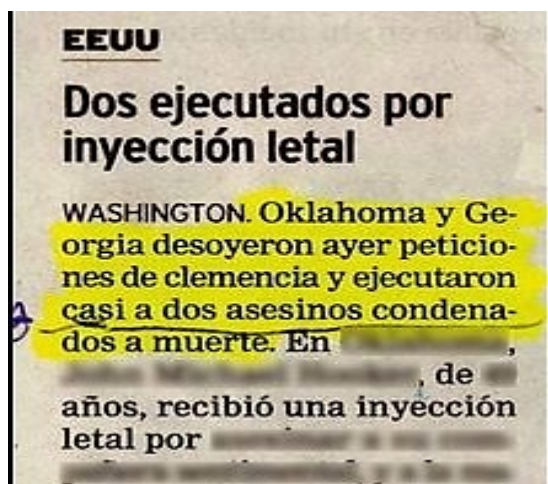 EEUU
Dos ejecutados por
inyección letal
WASHINGTON. Oklahoma y Ge-
orgia desoyeron ayer peticio-
nes de clemencia y ejecutaron
casi a dos asesinos condena-
dos a muerte. En ,
, de
años, recibió una inyección
letal por